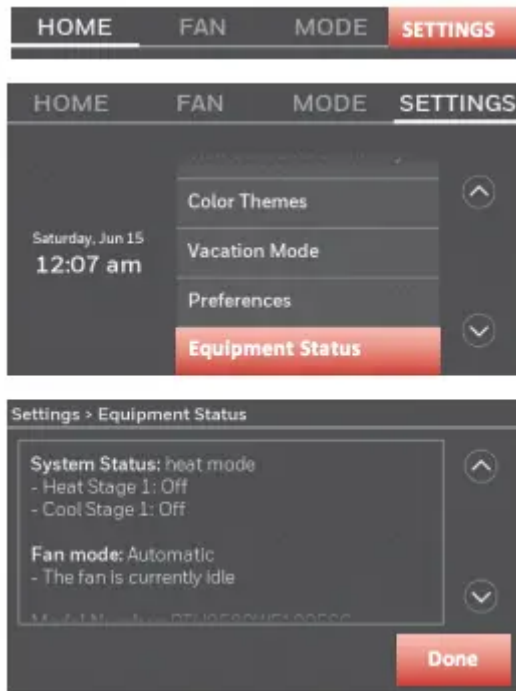 HOME FAN MODE SETTINGS
HOME FAN MODE SETTINGS
Color Themes
Saturday, Jun 15
12:07 am
Vacation Mode
Preferences
Equipment Status
Settings > Equipment Status
System Status: heat mode
- Heat Stage 1: Off
- Cool Stage 1: Off
Fan mode: Automatic
- The fan is currently idle
Done